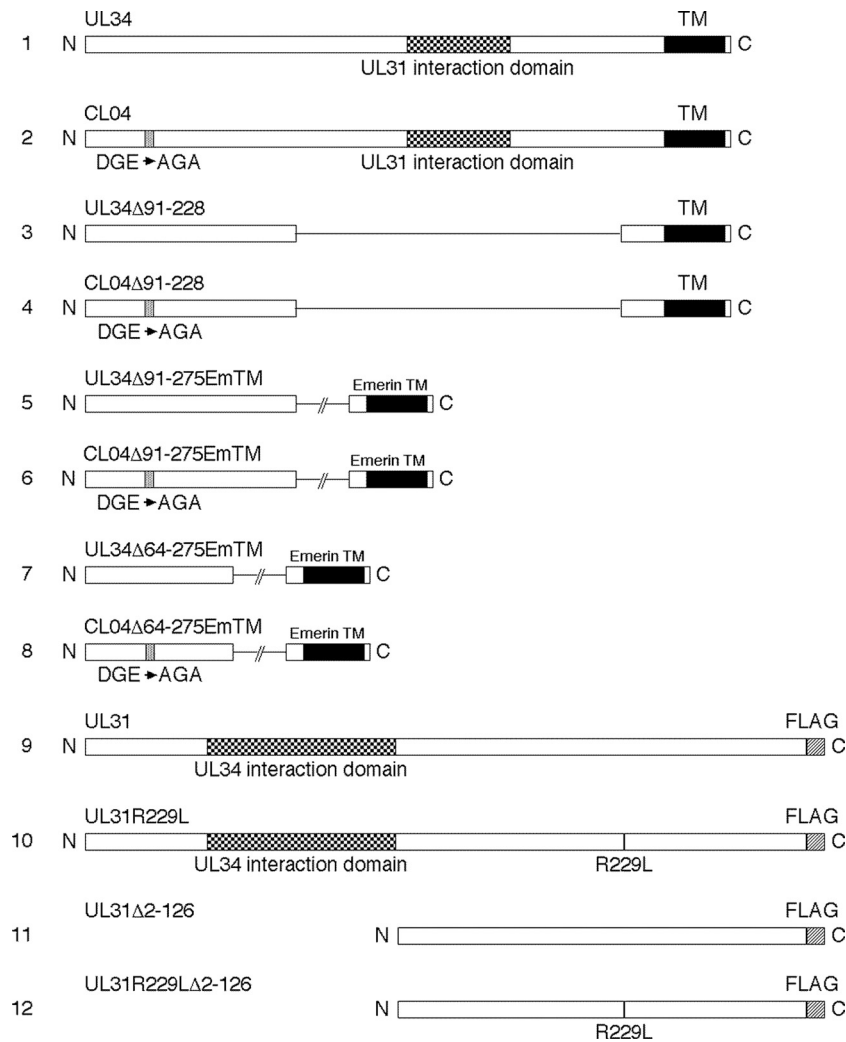 UL34 TM
1 N C
UL31 interaction domain
CL04 TM
2 N C
DGE➛AGA UL31 interaction domain
UL34Δ91-228 TM
3 N C
CL04Δ91-228 TM
4 N C
DGE➛AGA
UL34Δ91-275EmTM Emerin TM
5 N C
CL04Δ91-275EmTM Emerin TM
6 N C
DGE➛AGA
UL34Δ64-275EmTM Emerin TM
7 N C
CL04Δ64-275EmTM Emerin TM
8 N C
DGE➛AGA
UL31 FLAG
9 N C
UL34 interaction domain
UL31R229L FLAG
10 N C
UL34 interaction domain R229L
UL31Δ2-126 FLAG
11 N C
UL31R229LΔ2-126 FLAG
12 N C
R229L